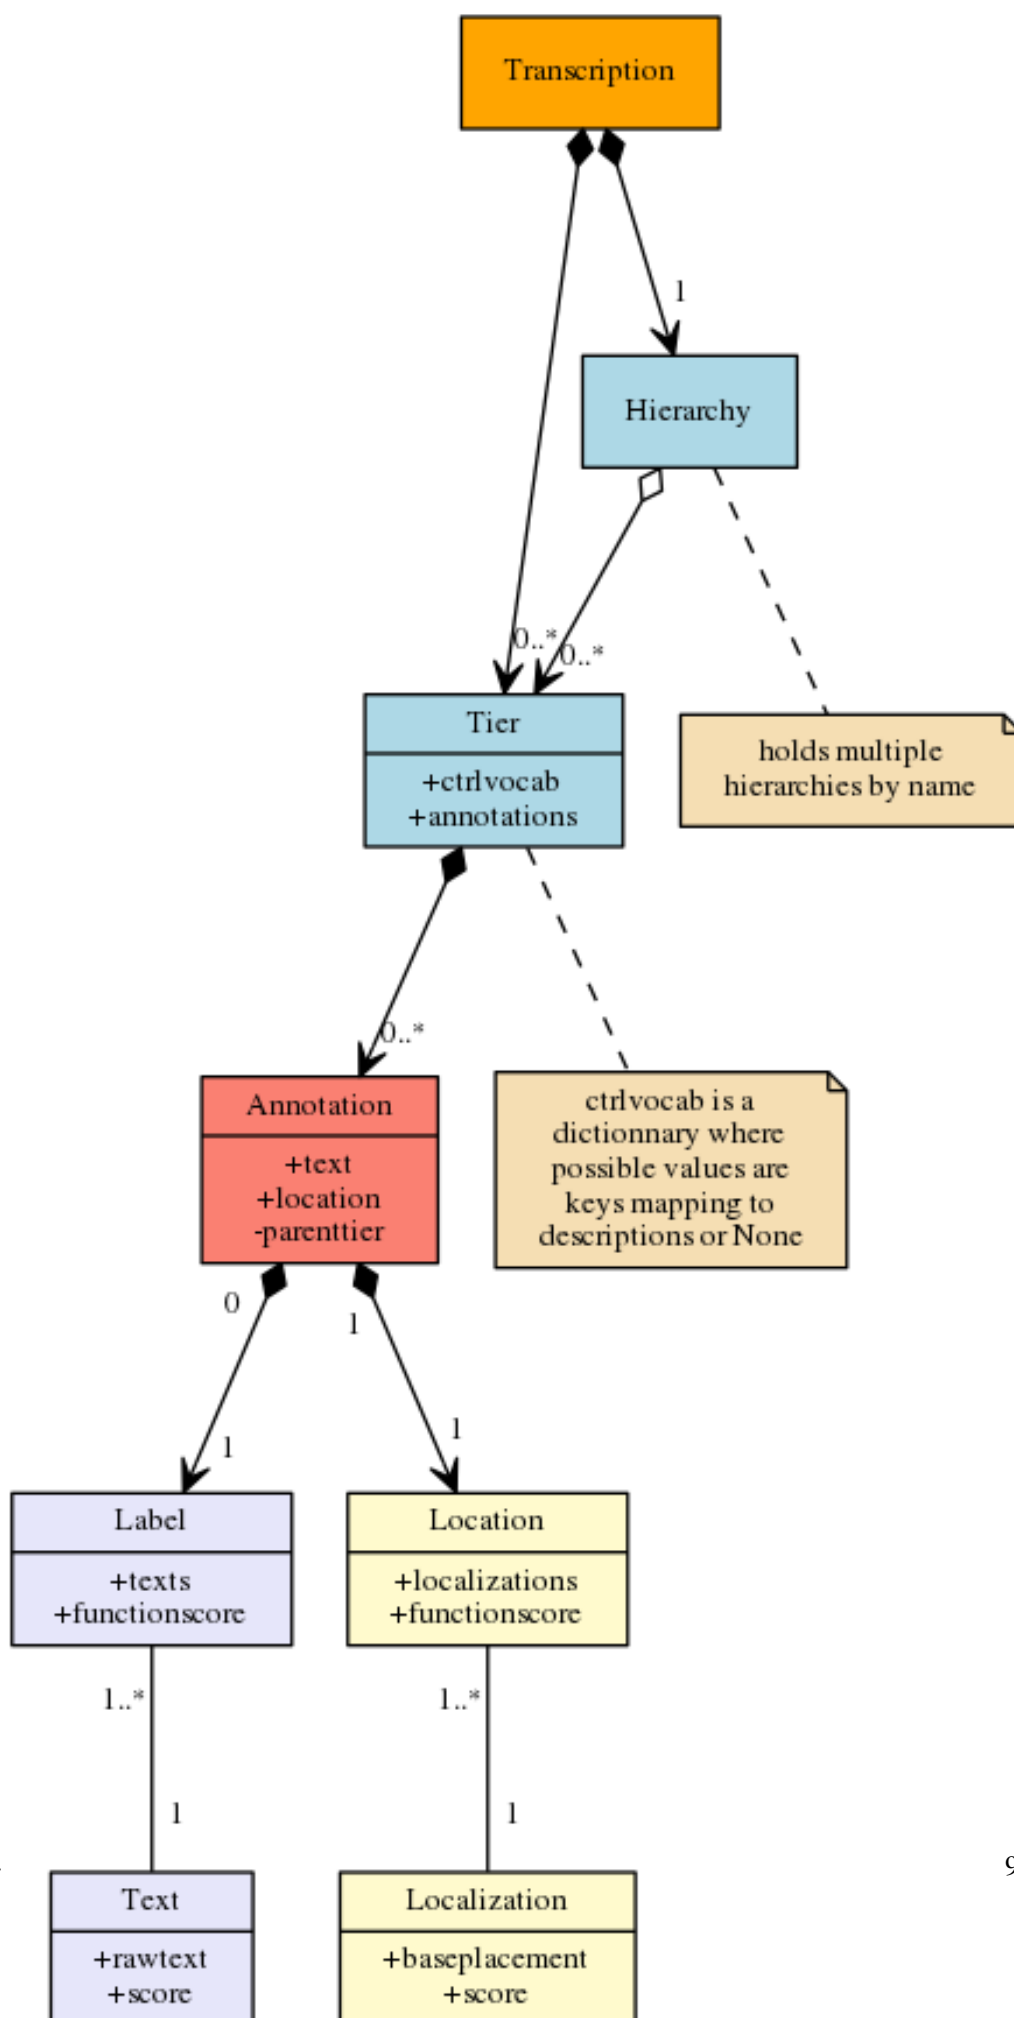 Transcription
1
Hierarchy
0..*
0..*
Tier
+ctrlvocab
+annotations
holds multiple
hierarchies by name
0..*
Annotation
+text
+location
-parenttier
ctrlvocab is a
dictionnary where
possible values are
keys mapping to
descriptions or None
0
1
1
1
Label
+texts
+functionscore
Location
+localizations
+functionscore
1..*
1..*
1
1
9
Text
+rawtext
+score
Localization
+baseplacement
+score